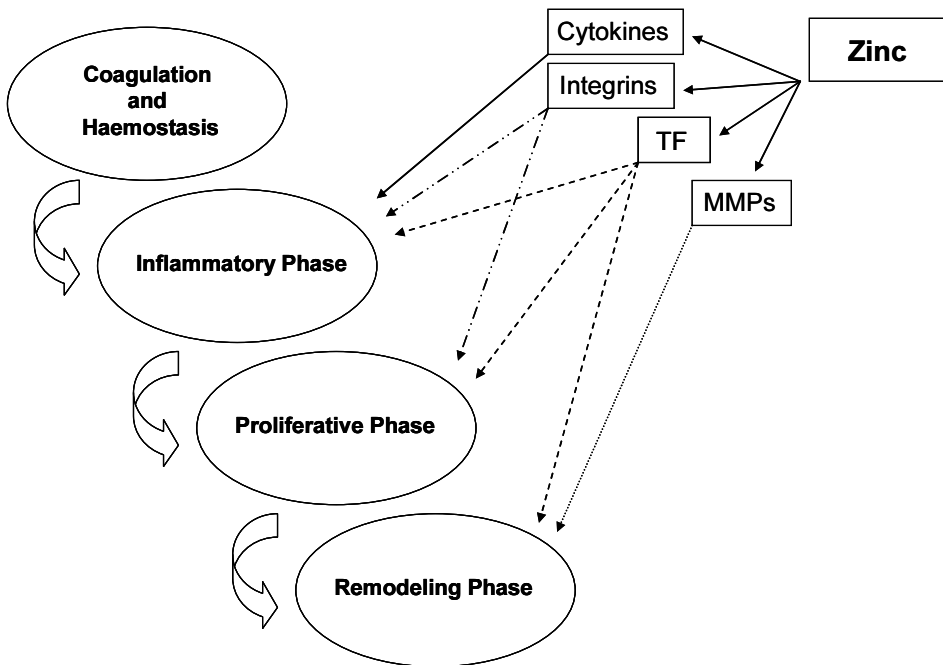 Cytokines
Zinc
Coagulation
and
Haemostasis
Integrins
TF
MMPs
Inflammatory Phase
Proliferative Phase
Remodeling Phase